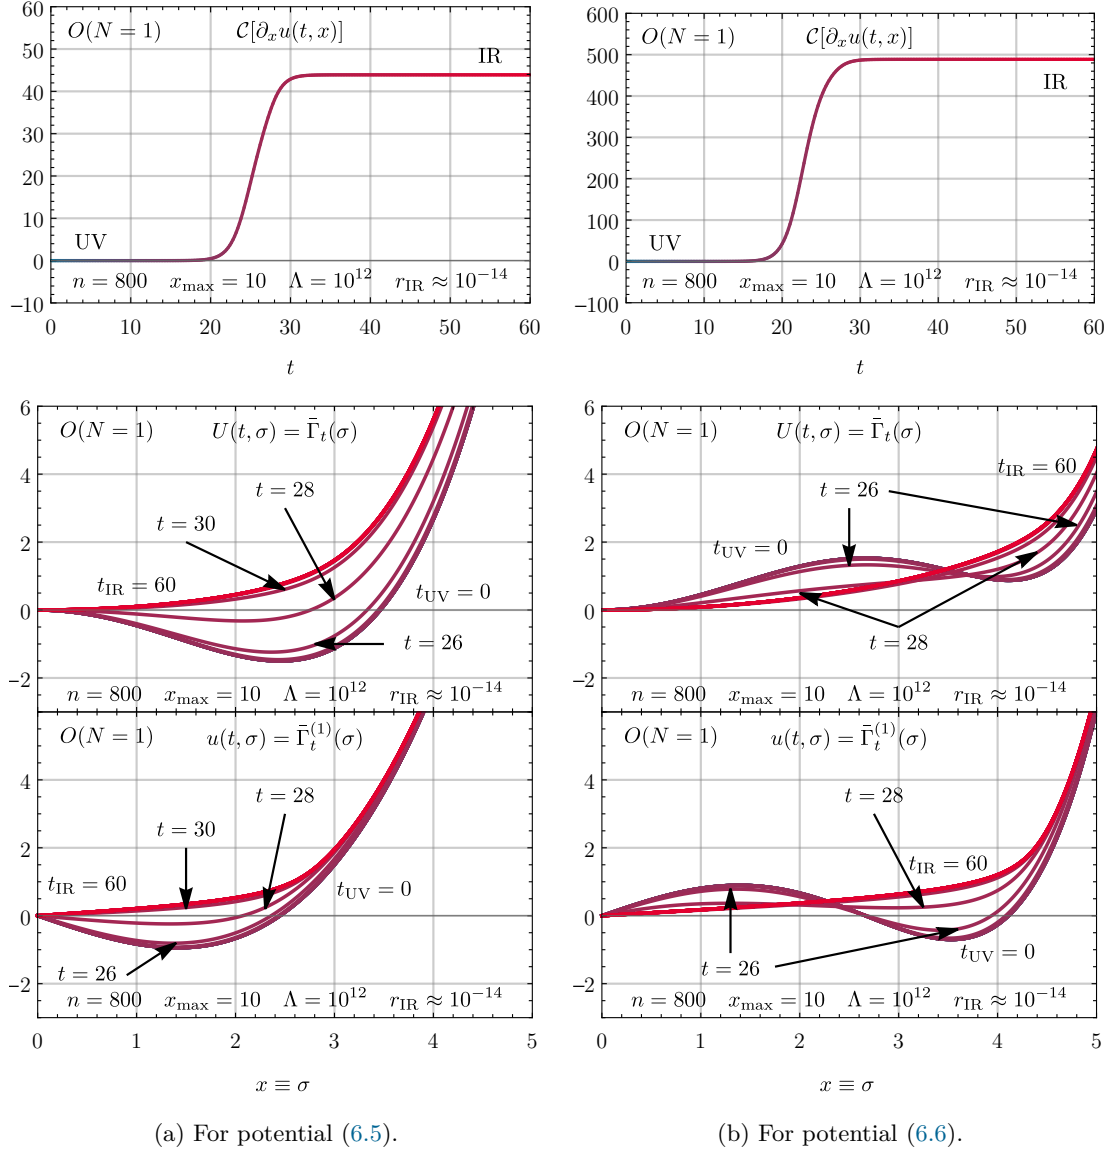 60
50
40
30
20
10
0
−10
O(N = 1)
𝒞[∂ₓu(t, x)]
IR
UV
n = 800 x_max = 10 Λ = 10¹² r_IR ≈ 10⁻¹⁴
0 10 20 30 40 50 60
t
600
500
400
300
200
100
0
−100
O(N = 1)
𝒞[∂ₓu(t, x)]
IR
UV
n = 800 x_max = 10 Λ = 10¹² r_IR ≈ 10⁻¹⁴
0 10 20 30 40 50 60
t
6
4
2
0
−2
O(N = 1)
U(t, σ) = Γ̄_t(σ)
t = 28
t = 30
t_IR = 60
t_UV = 0
t = 26
n = 800 x_max = 10 Λ = 10¹² r_IR ≈ 10⁻¹⁴
4
2
0
−2
O(N = 1)
u(t, σ) = Γ̄_t^(1)(σ)
t = 28
t = 30
t_IR = 60
t_UV = 0
t = 26
n = 800 x_max = 10 Λ = 10¹² r_IR ≈ 10⁻¹⁴
0 1 2 3 4 5
x ≡ σ
6
4
2
0
−2
O(N = 1)
U(t, σ) = Γ̄_t(σ)
t_IR = 60
t = 26
t_UV = 0
t = 28
n = 800 x_max = 10 Λ = 10¹² r_IR ≈ 10⁻¹⁴
4
2
0
−2
O(N = 1)
u(t, σ) = Γ̄_t^(1)(σ)
t = 28
t_IR = 60
t_UV = 0
t = 26
n = 800 x_max = 10 Λ = 10¹² r_IR ≈ 10⁻¹⁴
0 1 2 3 4 5
x ≡ σ
(a) For potential (6.5).
(b) For potential (6.6).